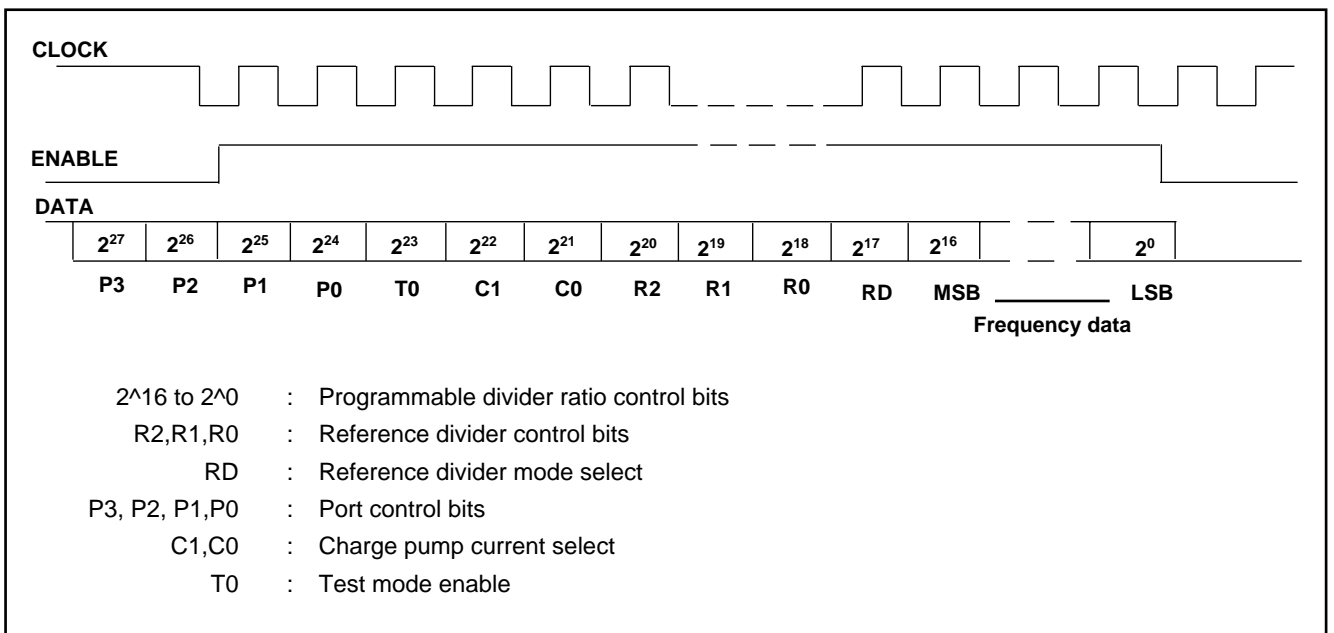 CLOCK
ENABLE
DATA
2^27 2^26 2^25 2^24 2^23 2^22 2^21 2^20 2^19 2^18 2^17 2^16 2^0
P3 P2 P1 P0 T0 C1 C0 R2 R1 R0 RD MSB LSB
Frequency data
2^16 to 2^0 : Programmable divider ratio control bits
R2,R1,R0 : Reference divider control bits
RD : Reference divider mode select
P3, P2, P1,P0 : Port control bits
C1,C0 : Charge pump current select
T0 : Test mode enable